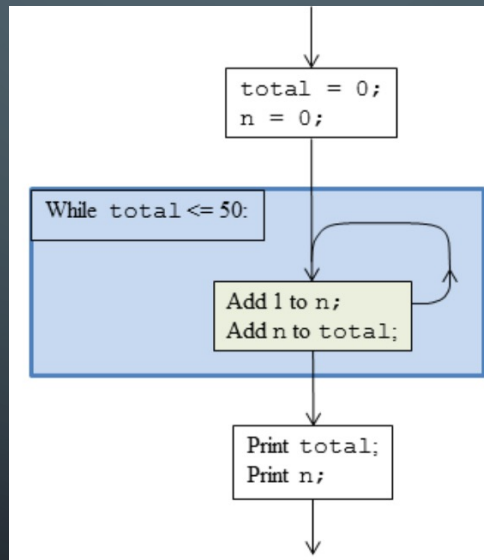 total = 0;
n = 0;
While total <= 50:
Add 1 to n;
Add n to total;
Print total;
Print n;